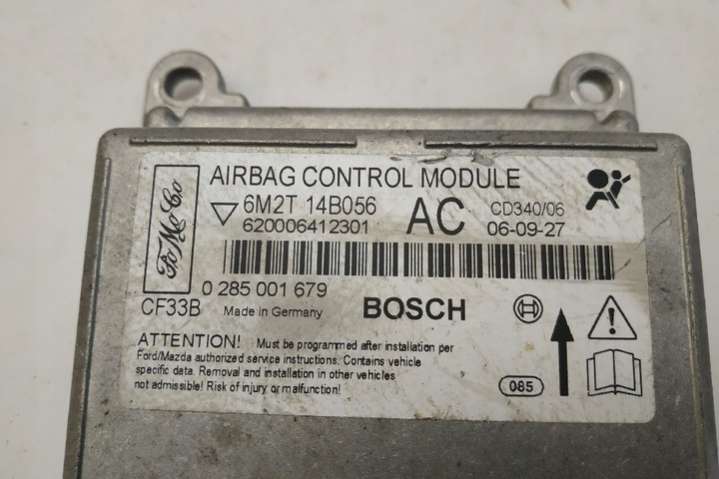 AIRBAG CONTROL MODULE
FoMoCo
6M2T 14B056 AC CD340/06
620006412301 06-09-27
0 285 001 679
CF33B Made in Germany BOSCH
ATTENTION! Must be programmed after installation per
Ford/Mazda authorized service instructions. Contains vehicle
specific data. Removal and installation in other vehicles
not admissible! Risk of injury or malfunction!
085